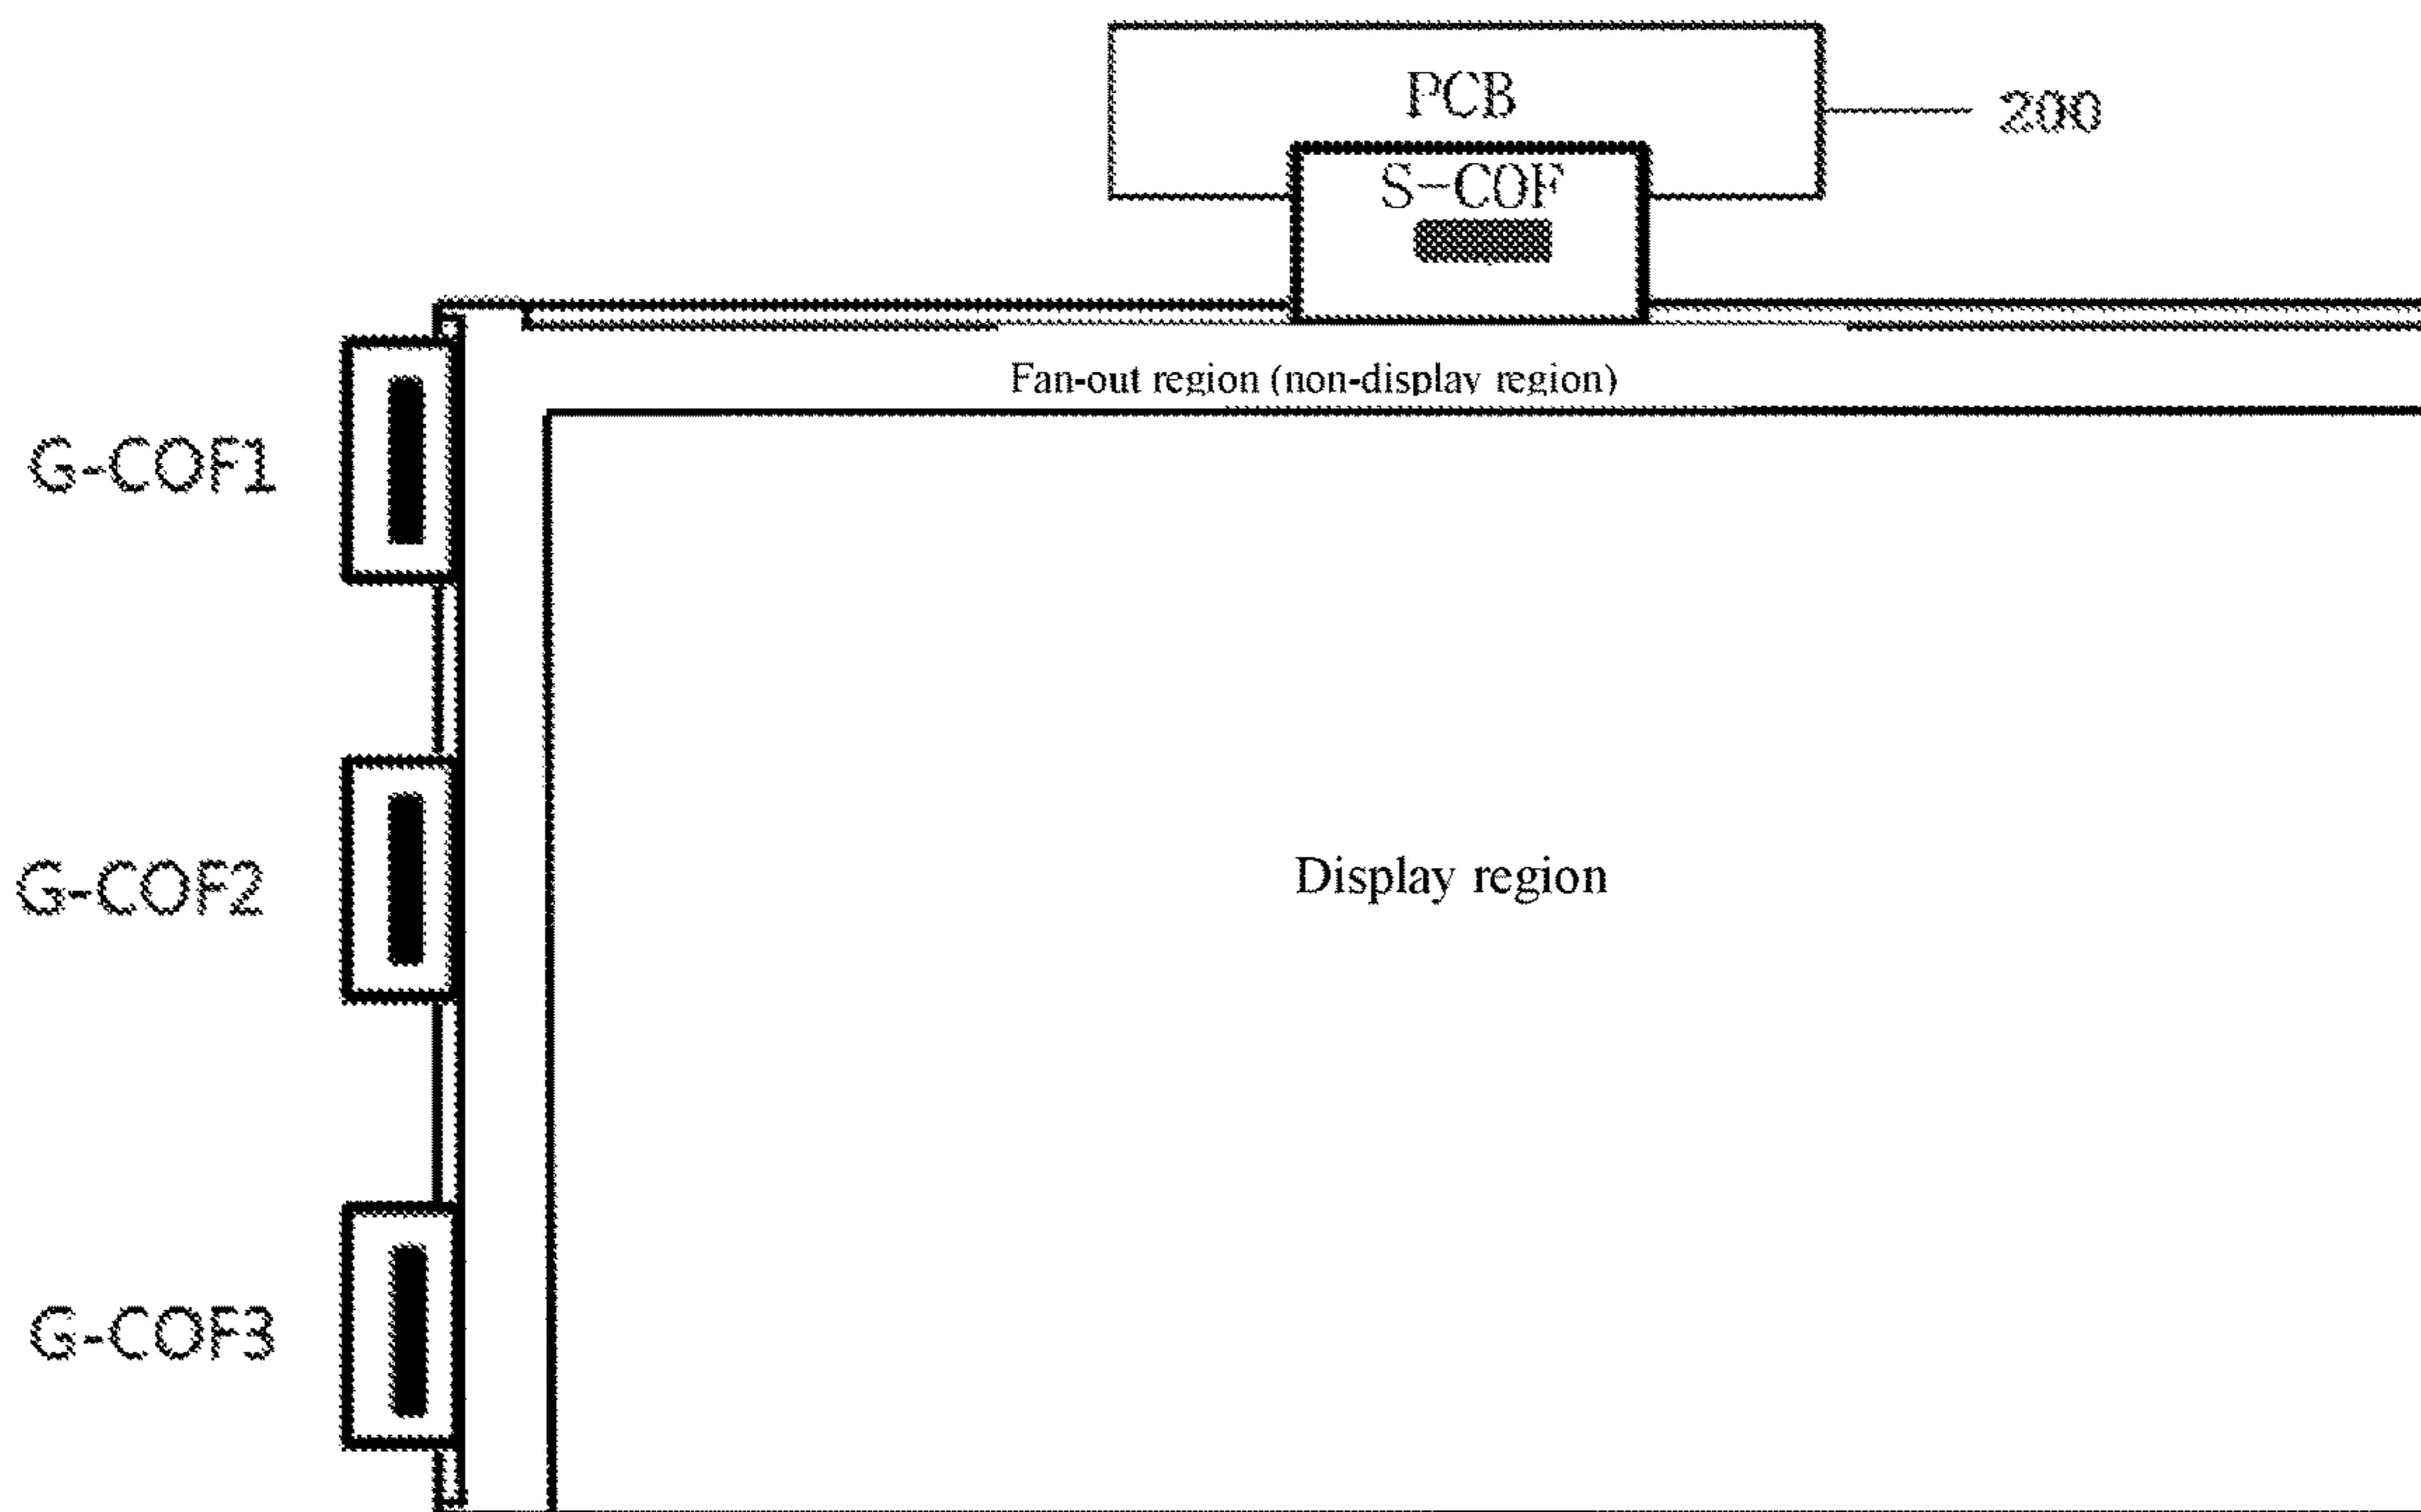 PCB
200
S-COF
Fan-out region (non-display region)
G-COF1
G-COF2
Display region
G-COF3